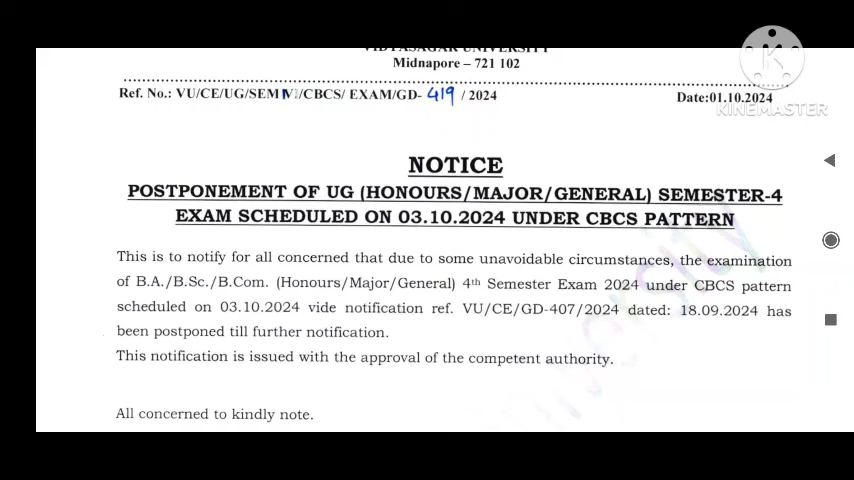 VIDYASAGAR UNIVERSITY
Midnapore – 721 102
Ref. No.: VU/CE/UG/SEM IV/CBCS/ EXAM/GD- 419 / 2024
Date:01.10.2024
KINEMASTER
NOTICE
POSTPONEMENT OF UG (HONOURS/MAJOR/GENERAL) SEMESTER-4
EXAM SCHEDULED ON 03.10.2024 UNDER CBCS PATTERN
This is to notify for all concerned that due to some unavoidable circumstances, the examination
of B.A./B.Sc./B.Com. (Honours/Major/General) 4th Semester Exam 2024 under CBCS pattern
scheduled on 03.10.2024 vide notification ref. VU/CE/GD-407/2024 dated: 18.09.2024 has
been postponed till further notification.
This notification is issued with the approval of the competent authority.
All concerned to kindly note.